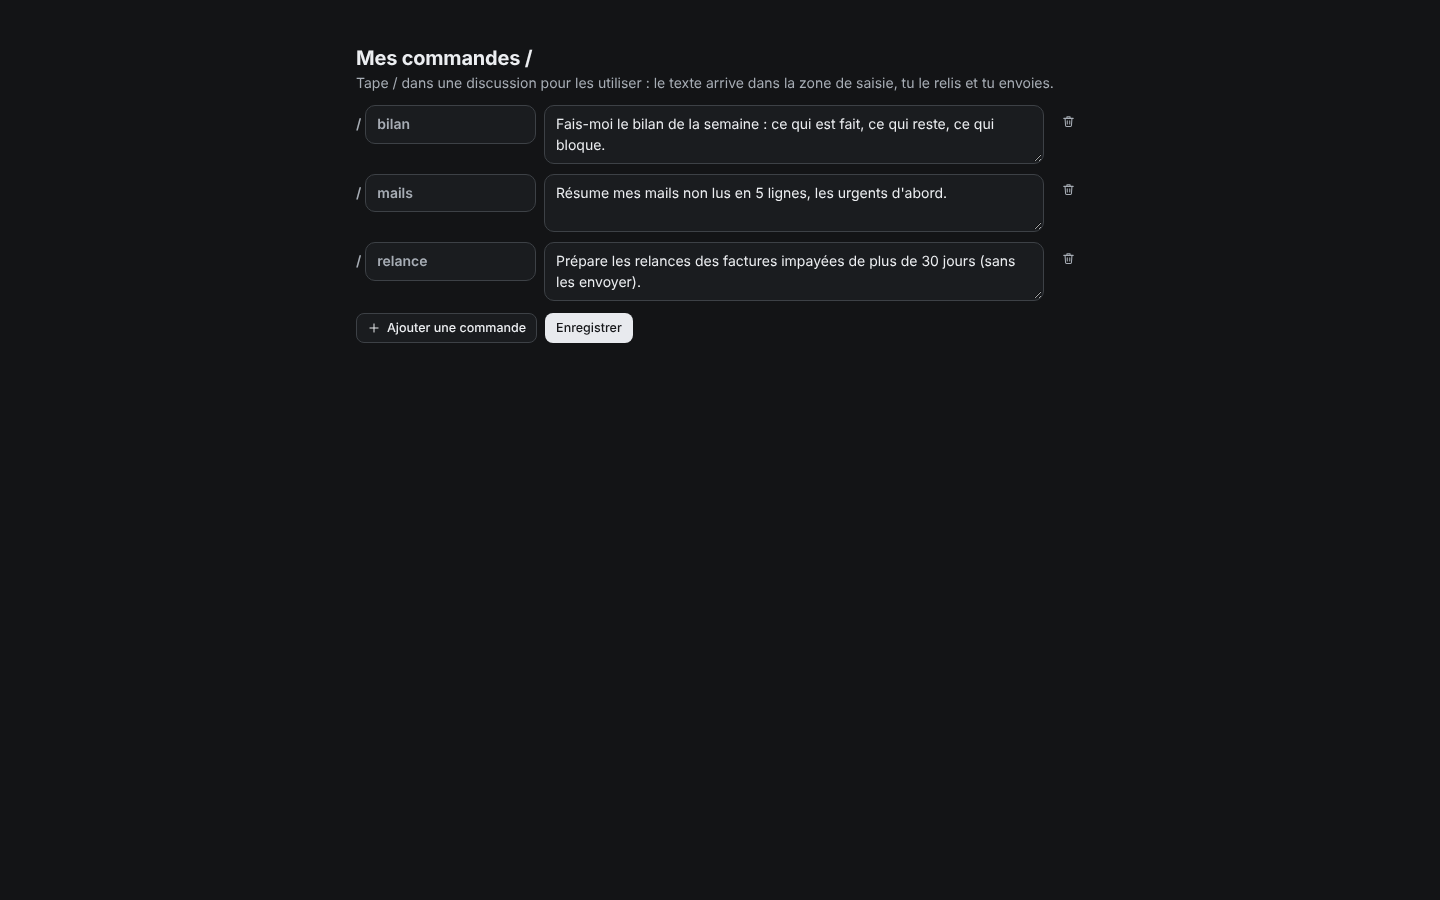 Mes commandes /
Tape / dans une discussion pour les utiliser : le texte arrive dans la zone de saisie, tu le relis et tu envoies.
/ bilan
Fais-moi le bilan de la semaine : ce qui est fait, ce qui reste, ce qui
bloque.
/ mails
Résume mes mails non lus en 5 lignes, les urgents d'abord.
/ relance
Prépare les relances des factures impayées de plus de 30 jours (sans
les envoyer).
Ajouter une commande
Enregistrer